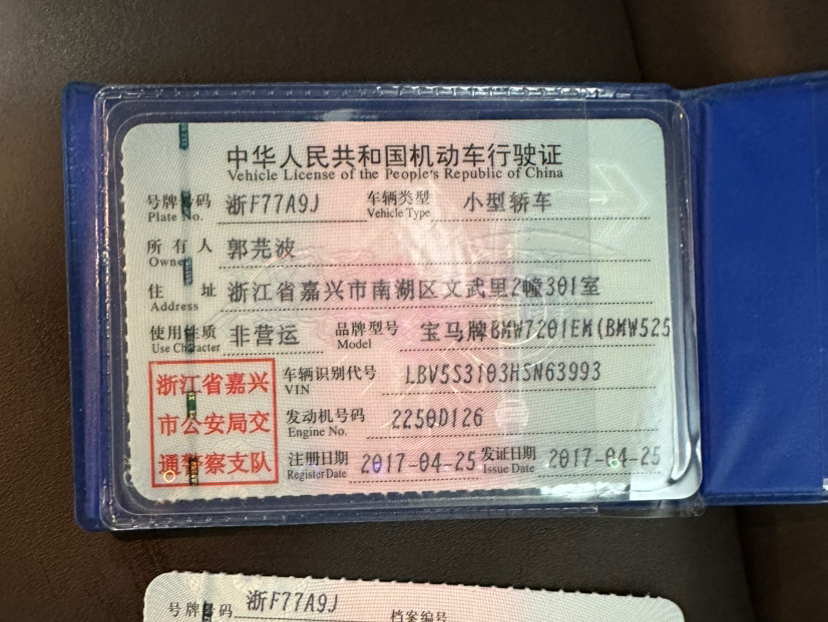 中华人民共和国机动车行驶证
Vehicle License of the People's Republic of China
号牌号码 浙F77A9J 车辆类型 小型轿车
Plate No. Vehicle Type
所有人 郭芫波
Owner
住址 浙江省嘉兴市南湖区文武里2幢301室
Address
使用性质 非营运 品牌型号 宝马牌BMW7201EM(BMW525
Use Character Model
浙江省嘉兴
市公安局交
通警察支队
车辆识别代号 LBV5S3103HSN63993
VIN
发动机号码 2250D126
Engine No.
注册日期 2017-04-25 发证日期 2017-04-25
Register Date Issue Date
号牌号码 浙F77A9J 档案编号